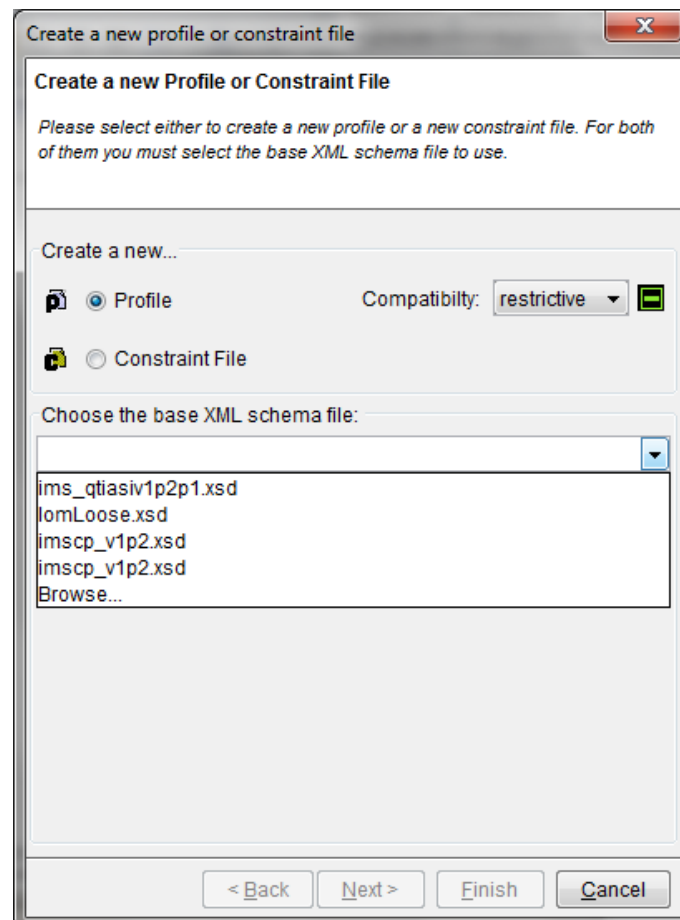 Create a new profile or constraint file
Create a new Profile or Constraint File
Please select either to create a new profile or a new constraint file. For both
of them you must select the base XML schema file to use.
Create a new...
Profile
Compatibilty:
restrictive
Constraint File
Choose the base XML schema file:
ims_qtiasiv1p2p1.xsd
lomLoose.xsd
imscp_v1p2.xsd
imscp_v1p2.xsd
Browse...
< Back
Next >
Finish
Cancel